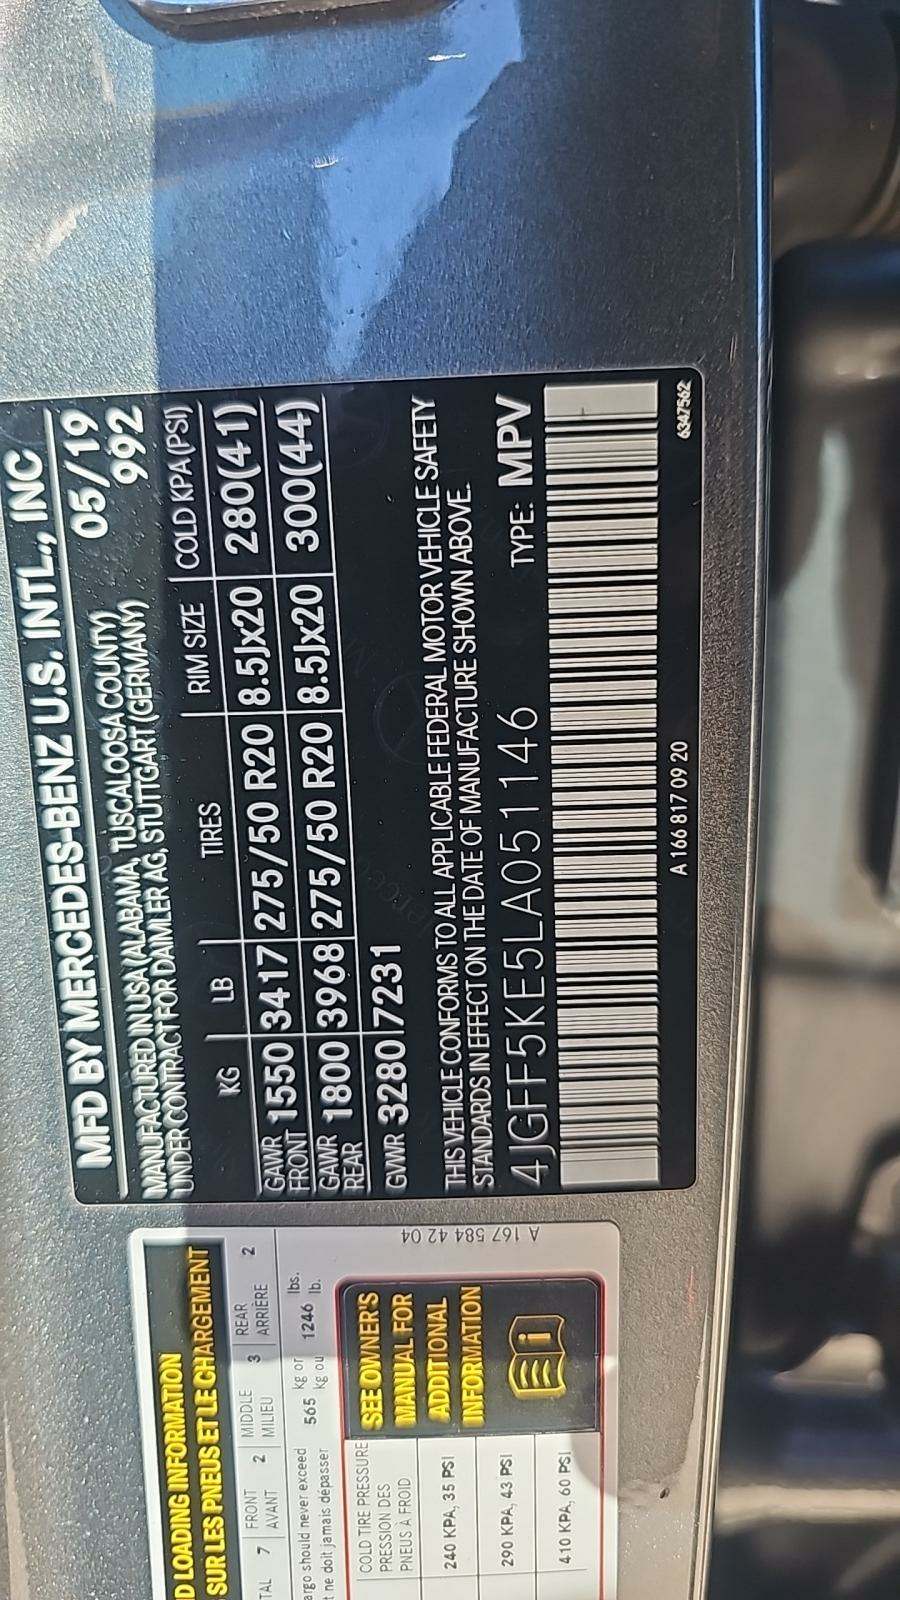 MFD BY MERCEDES-BENZ U.S. INTL., INC
MANUFACTURED IN USA (ALABAMA, TUSCALOOSA COUNTY) 05/19
UNDER CONTRACT FOR DAIMLER AG, STUTTGART (GERMANY) 992
KG LB TIRES RIM SIZE COLD KPA (PSI)
GAWR FRONT 1550 3417 275/50 R20 8.5Jx20 280(41)
GAWR REAR 1800 3968 275/50 R20 8.5Jx20 300(44)
GVWR 3280 7231
THIS VEHICLE CONFORMS TO ALL APPLICABLE FEDERAL MOTOR VEHICLE SAFETY
STANDARDS IN EFFECT ON THE DATE OF MANUFACTURE SHOWN ABOVE.
4JGFF5KE5LA051146 TYPE: MPV
A 166 817 09 20 6347562
LOADING INFORMATION
SUR LES PNEUS ET LE CHARGEMENT
7 FRONT 2 MIDDLE 3 REAR 2
AVANT MILIEU ARRIÈRE
should never exceed 565 kg or 1246 lbs.
ne doit jamais dépasser kg ou lb.
COLD TIRE PRESSURE
PRESSION DES
PNEUS À FROID
240 KPA, 35 PSI
290 KPA, 43 PSI
410 KPA, 60 PSI
SEE OWNER'S
MANUAL FOR
ADDITIONAL
INFORMATION
A 167 584 42 04